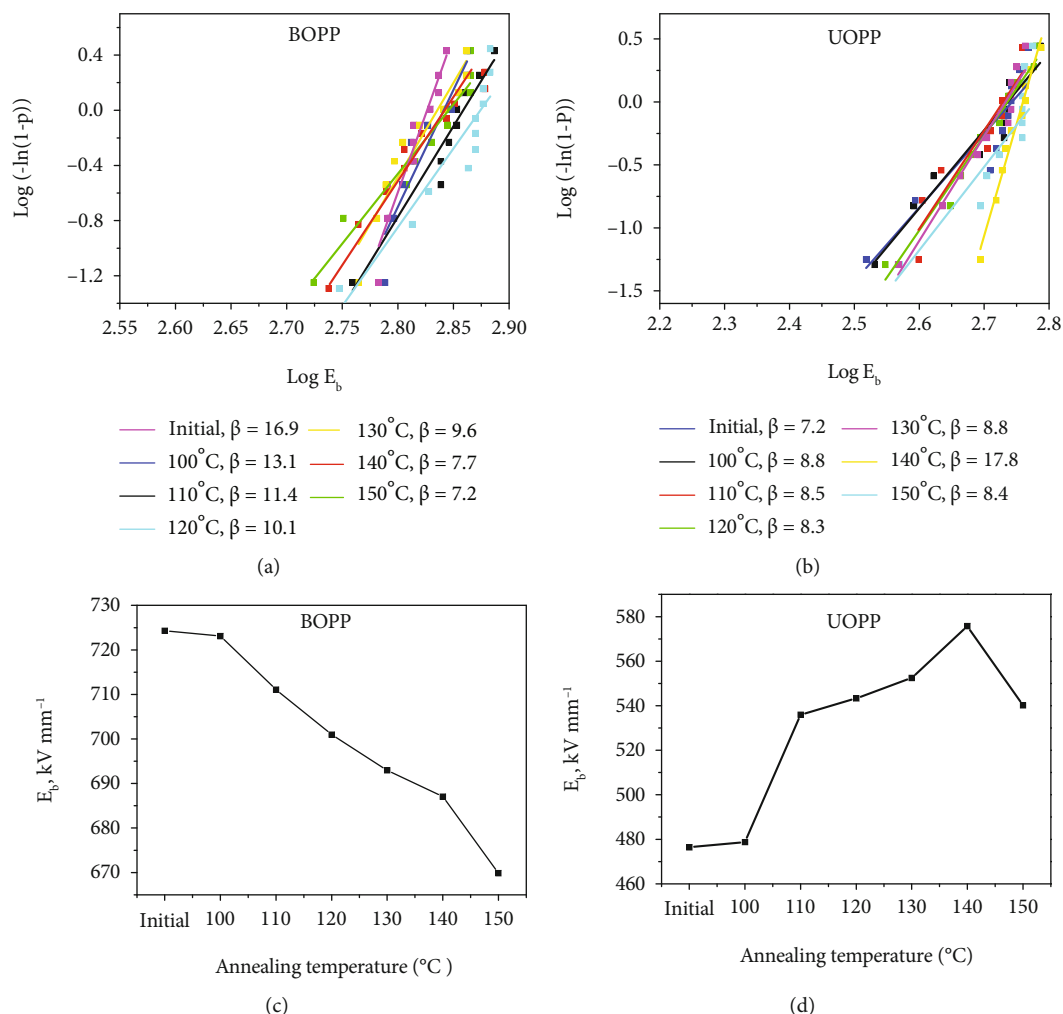 BOPP
Log (-ln(1-p))
0.4
0.0
−0.4
−0.8
−1.2
2.55 2.60 2.65 2.70 2.75 2.80 2.85 2.90
Log E_b
Initial, β = 16.9
100°C, β = 13.1
110°C, β = 11.4
120°C, β = 10.1
130°C, β = 9.6
140°C, β = 7.7
150°C, β = 7.2
(a)
UOPP
Log (-ln(1-P))
0.5
0.0
−0.5
−1.0
−1.5
2.2 2.3 2.4 2.5 2.6 2.7 2.8
Log E_b
Initial, β = 7.2
100°C, β = 8.8
110°C, β = 8.5
120°C, β = 8.3
130°C, β = 8.8
140°C, β = 17.8
150°C, β = 8.4
(b)
BOPP
E_b, kV mm⁻¹
730
720
710
700
690
680
670
Initial 100 110 120 130 140 150
Annealing temperature (°C )
(c)
UOPP
E_b, kV mm⁻¹
580
560
540
520
500
480
460
Initial 100 110 120 130 140 150
Annealing temperature (°C)
(d)